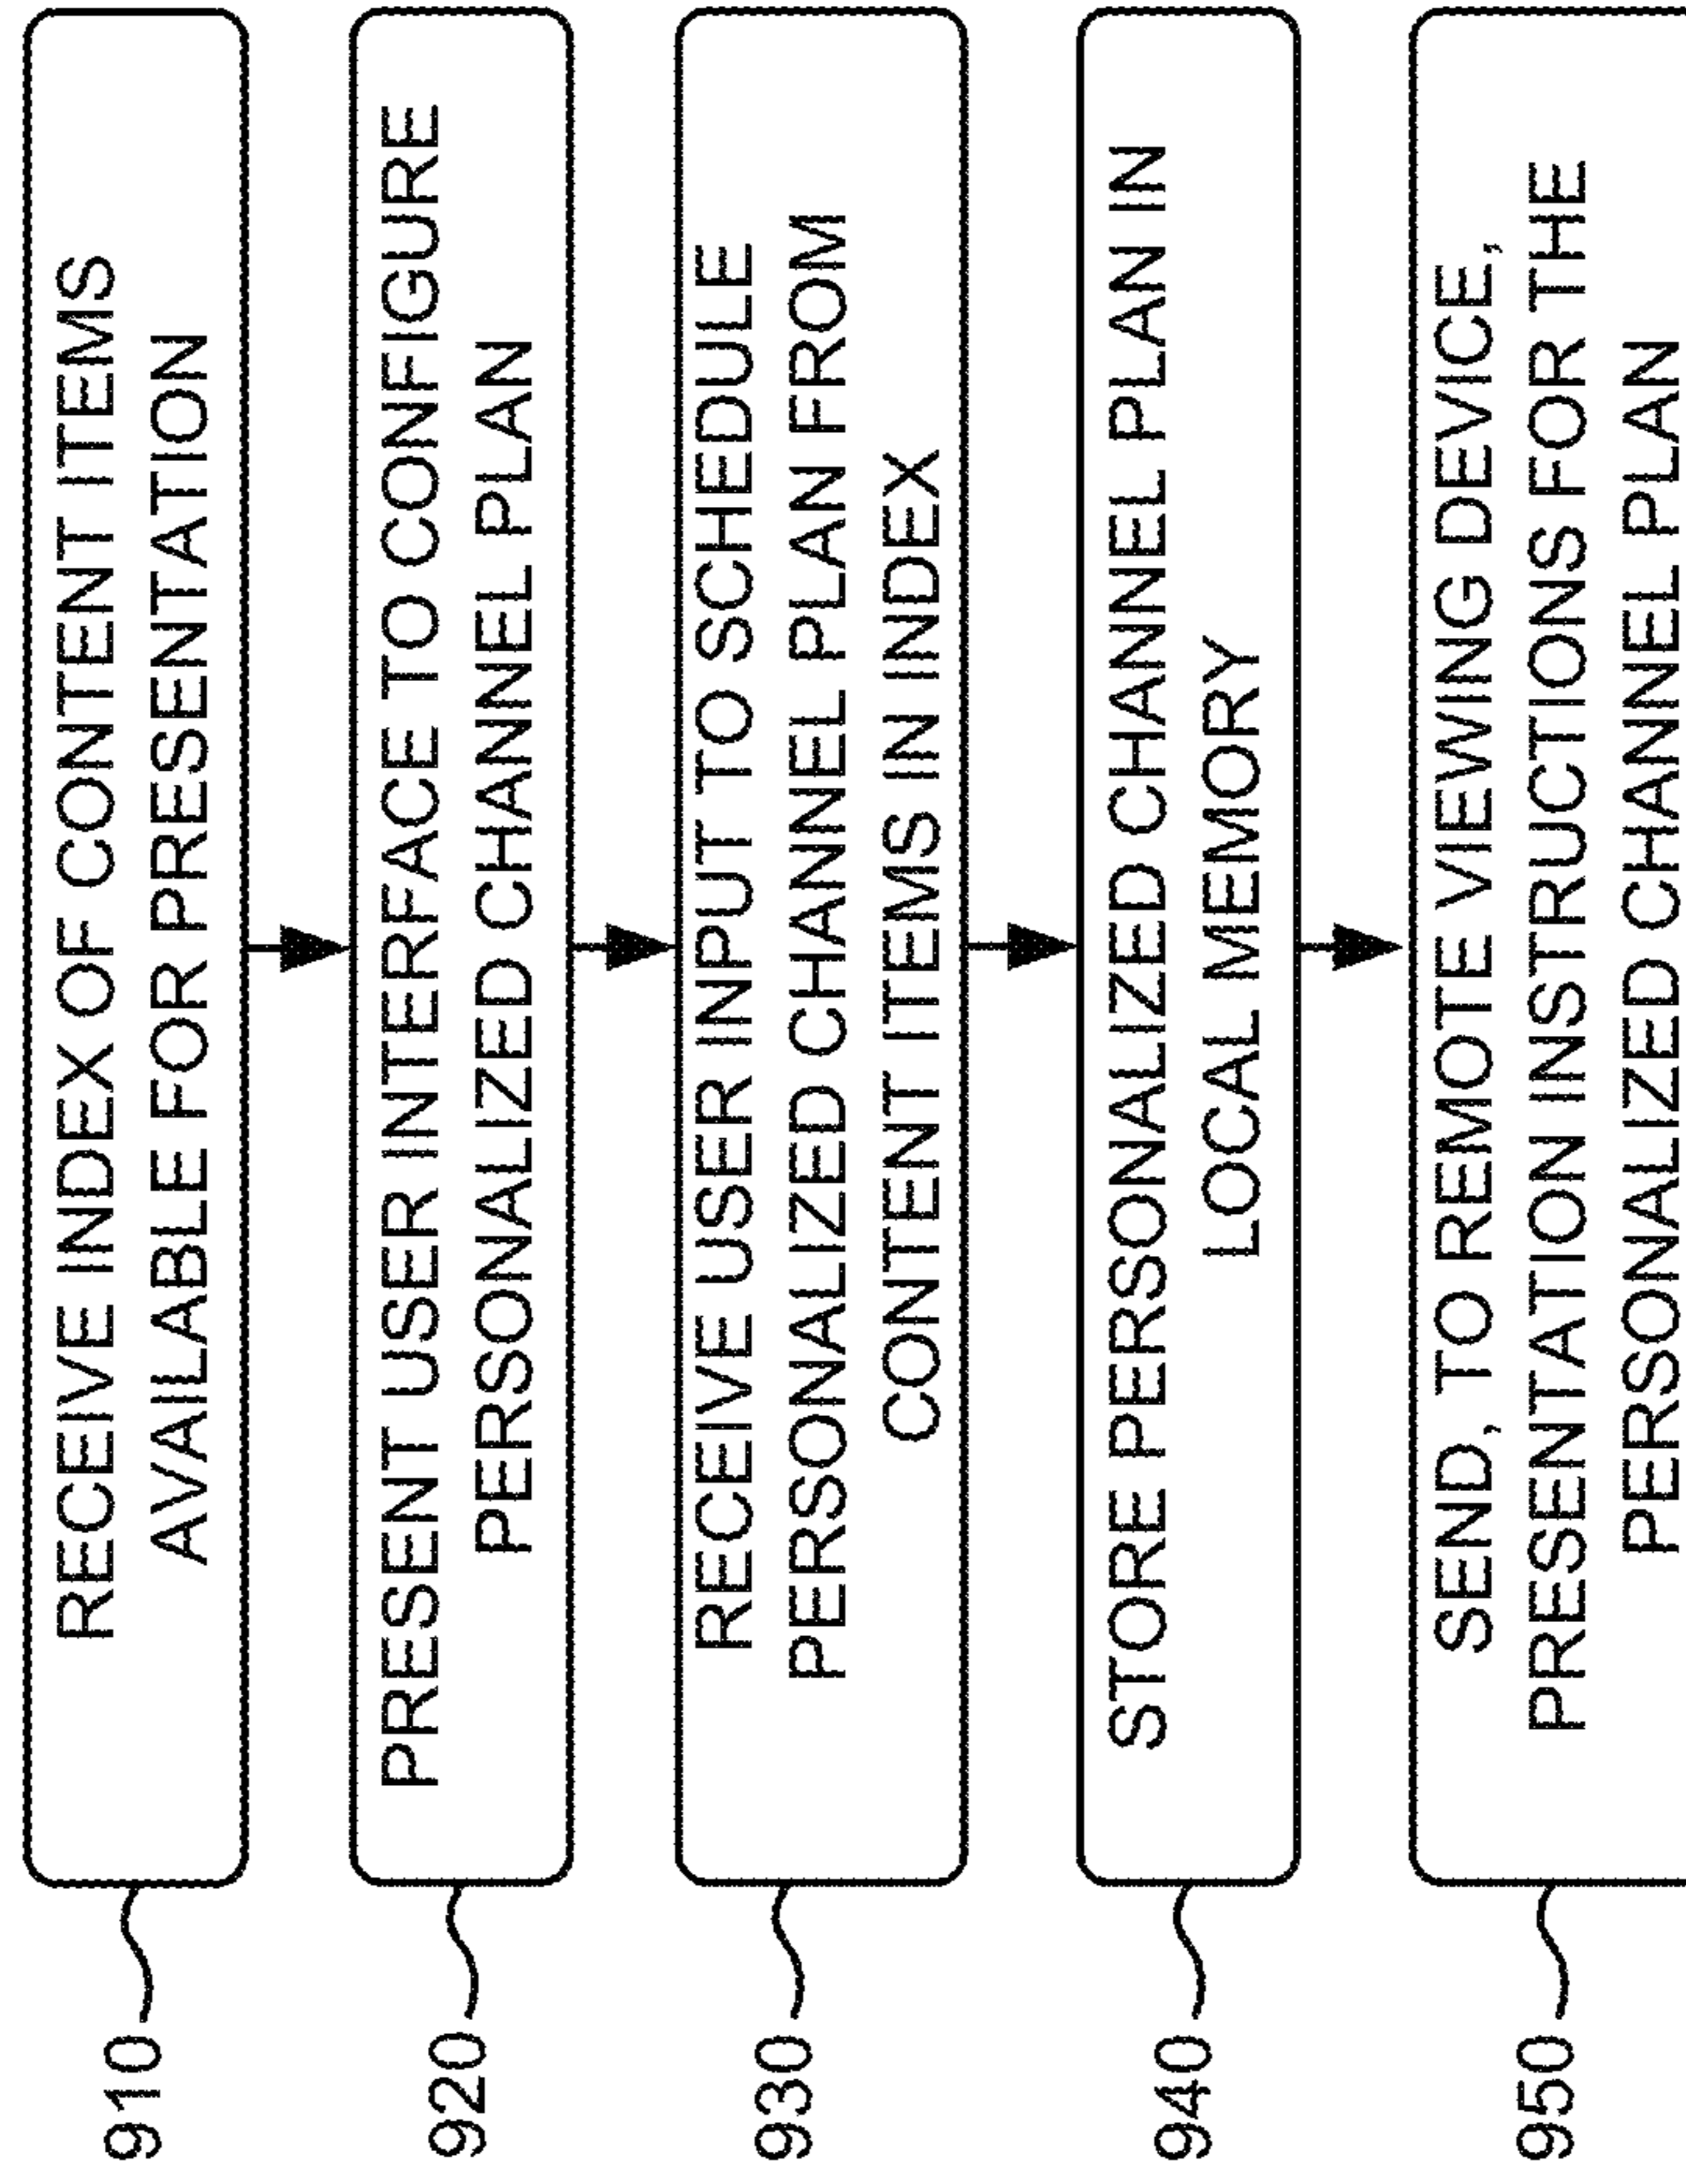 910
RECEIVE INDEX OF CONTENT ITEMS
AVAILABLE FOR PRESENTATION
920
PRESENT USER INTERFACE TO CONFIGURE
PERSONALIZED CHANNEL PLAN
930
RECEIVE USER INPUT TO SCHEDULE
PERSONALIZED CHANNEL PLAN FROM
CONTENT ITEMS IN INDEX
940
STORE PERSONALIZED CHANNEL PLAN IN
LOCAL MEMORY
950
SEND, TO REMOTE VIEWING DEVICE,
PRESENTATION INSTRUCTIONS FOR THE
PERSONALIZED CHANNEL PLAN